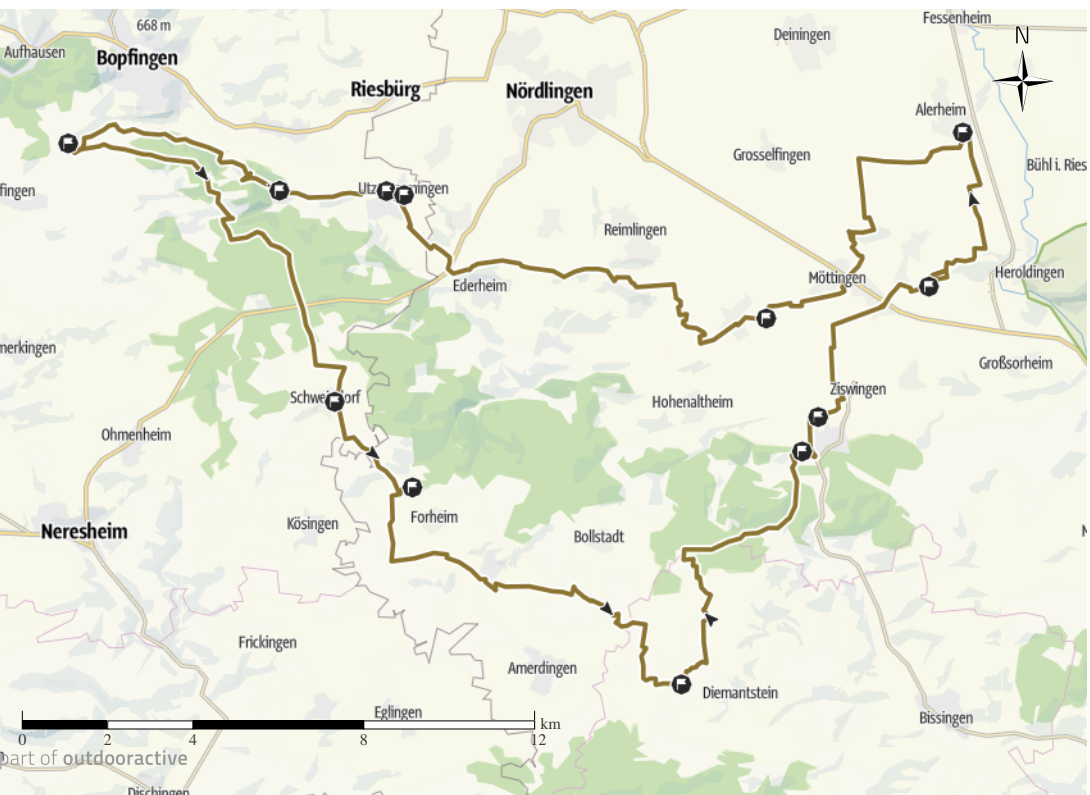 Fessenheim
668 m
Aufhausen
Bopfingen
Deiningen
N
Riesbürg
Nördlingen
Alerheim
Grosselfingen
Bühl i. Ries
fingen
Reimlingen
Ederheim
Möttingen
Heroldingen
merkingen
Großsorheim
Ziswingen
Hohenaltheim
Ohmenheim
Forheim
Kösingen
Neresheim
Bollstadt
Frickingen
Amerdingen
Diemantstein
Eglingen
Bissingen
km
0 2 4 8 12
part of outdooractive
Dischingen